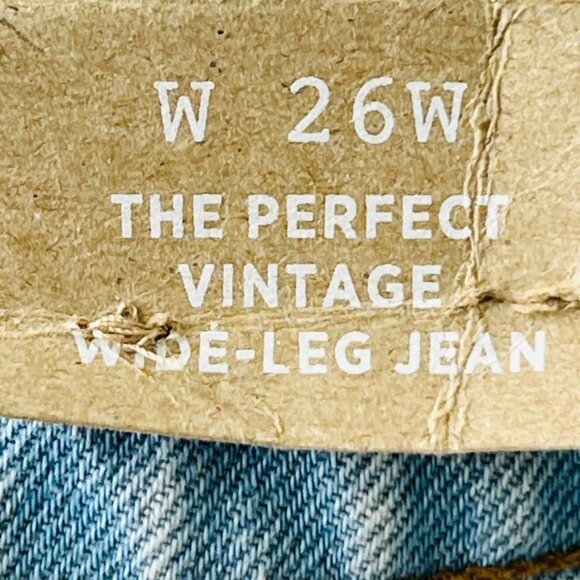 W 26W
THE PERFECT
VINTAGE
WIDE-LEG JEAN